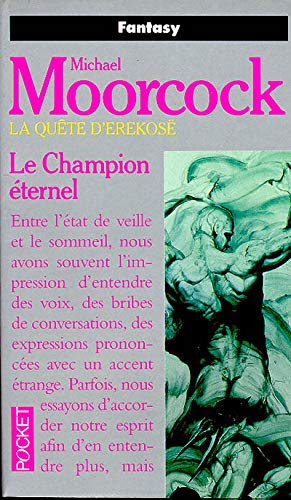 Fantasy
Michael
Moorcock
LA QUÊTE D'EREKOSË
Le Champion
éternel
Entre l'état de veille
et le sommeil, nous
avons souvent l'im-
pression d'entendre
des voix, des bribes
de conversations, des
expressions pronon-
cées avec un accent
étrange. Parfois, nous
essayons d'accor-
der notre esprit
afin d'en enten-
dre plus, mais
POCKET